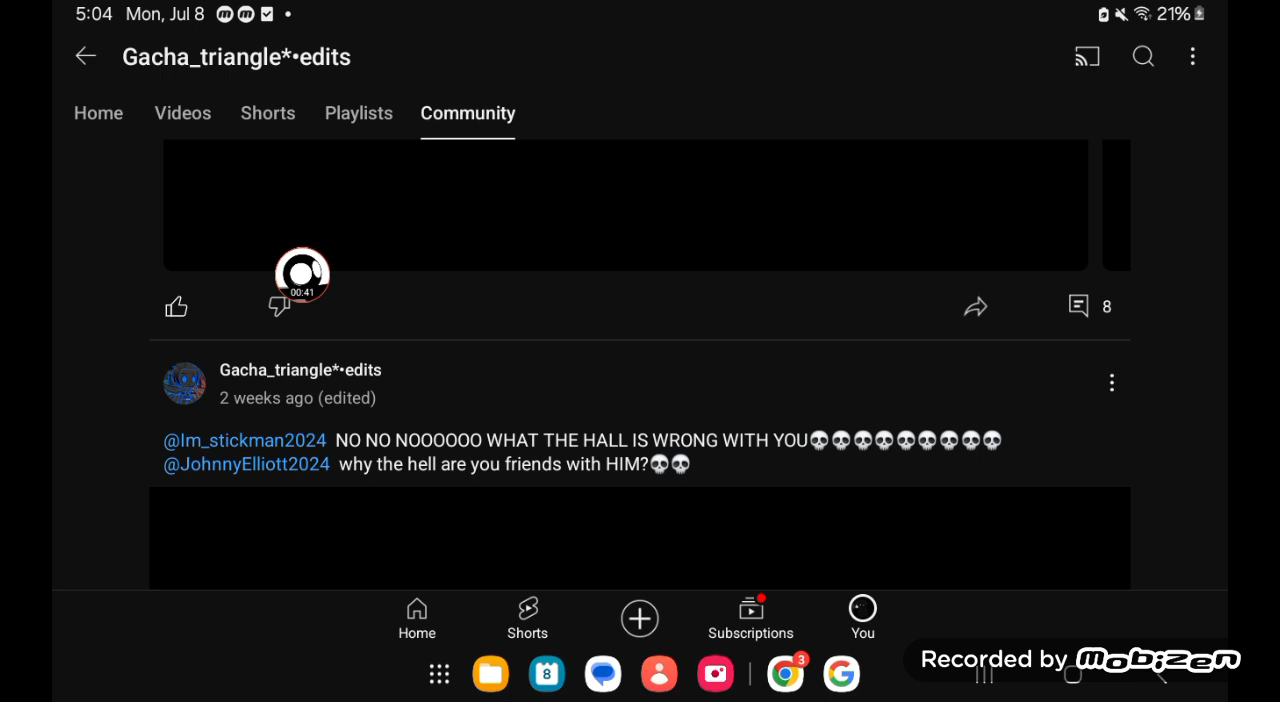 5:04 Mon, Jul 8 21%
Gacha_triangle*•edits
Home Videos Shorts Playlists Community
00:41
8
Gacha_triangle*•edits
2 weeks ago (edited)
@Im_stickman2024 NO NO NOOOOOO WHAT THE HALL IS WRONG WITH YOU💀💀💀💀💀💀💀💀💀
@JohnnyElliott2024 why the hell are you friends with HIM?💀💀
Home Shorts Subscriptions You
8 3
Recorded by mobizen